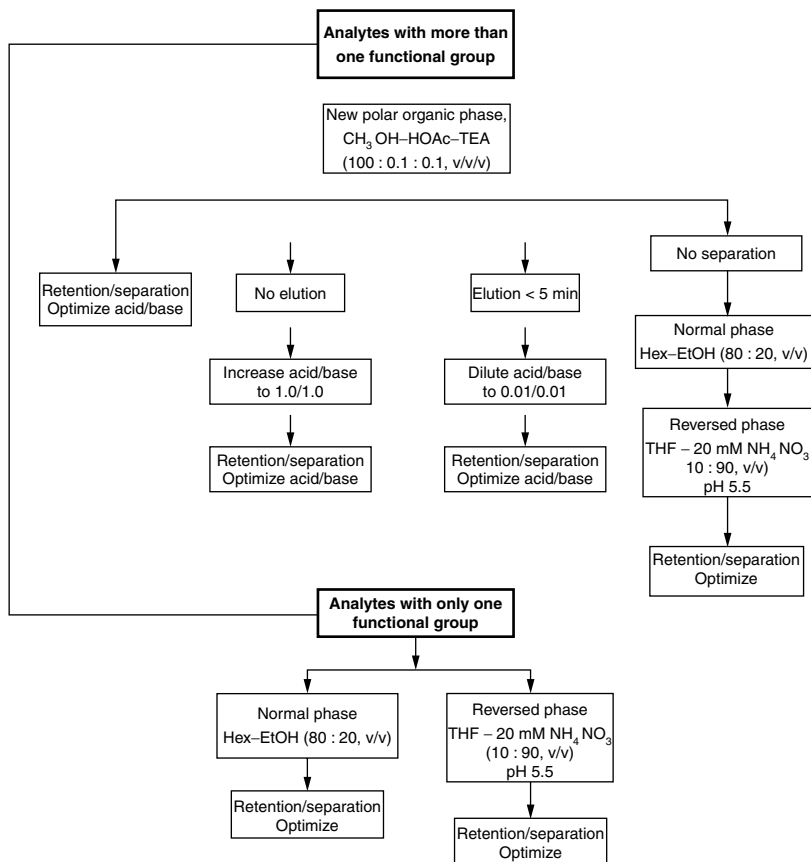 Analytes with more than
one functional group
New polar organic phase,
CH3 OH–HOAc–TEA
(100 : 0.1 : 0.1, v/v/v)
Retention/separation
Optimize acid/base
No elution
Increase acid/base
to 1.0/1.0
Retention/separation
Optimize acid/base
Elution < 5 min
Dilute acid/base
to 0.01/0.01
Retention/separation
Optimize acid/base
No separation
Normal phase
Hex–EtOH (80 : 20, v/v)
Reversed phase
THF – 20 mM NH4 NO3
10 : 90, v/v)
pH 5.5
Retention/separation
Optimize
Analytes with only one
functional group
Normal phase
Hex–EtOH (80 : 20, v/v)
Retention/separation
Optimize
Reversed phase
THF – 20 mM NH4 NO3
(10 : 90, v/v)
pH 5.5
Retention/separation
Optimize